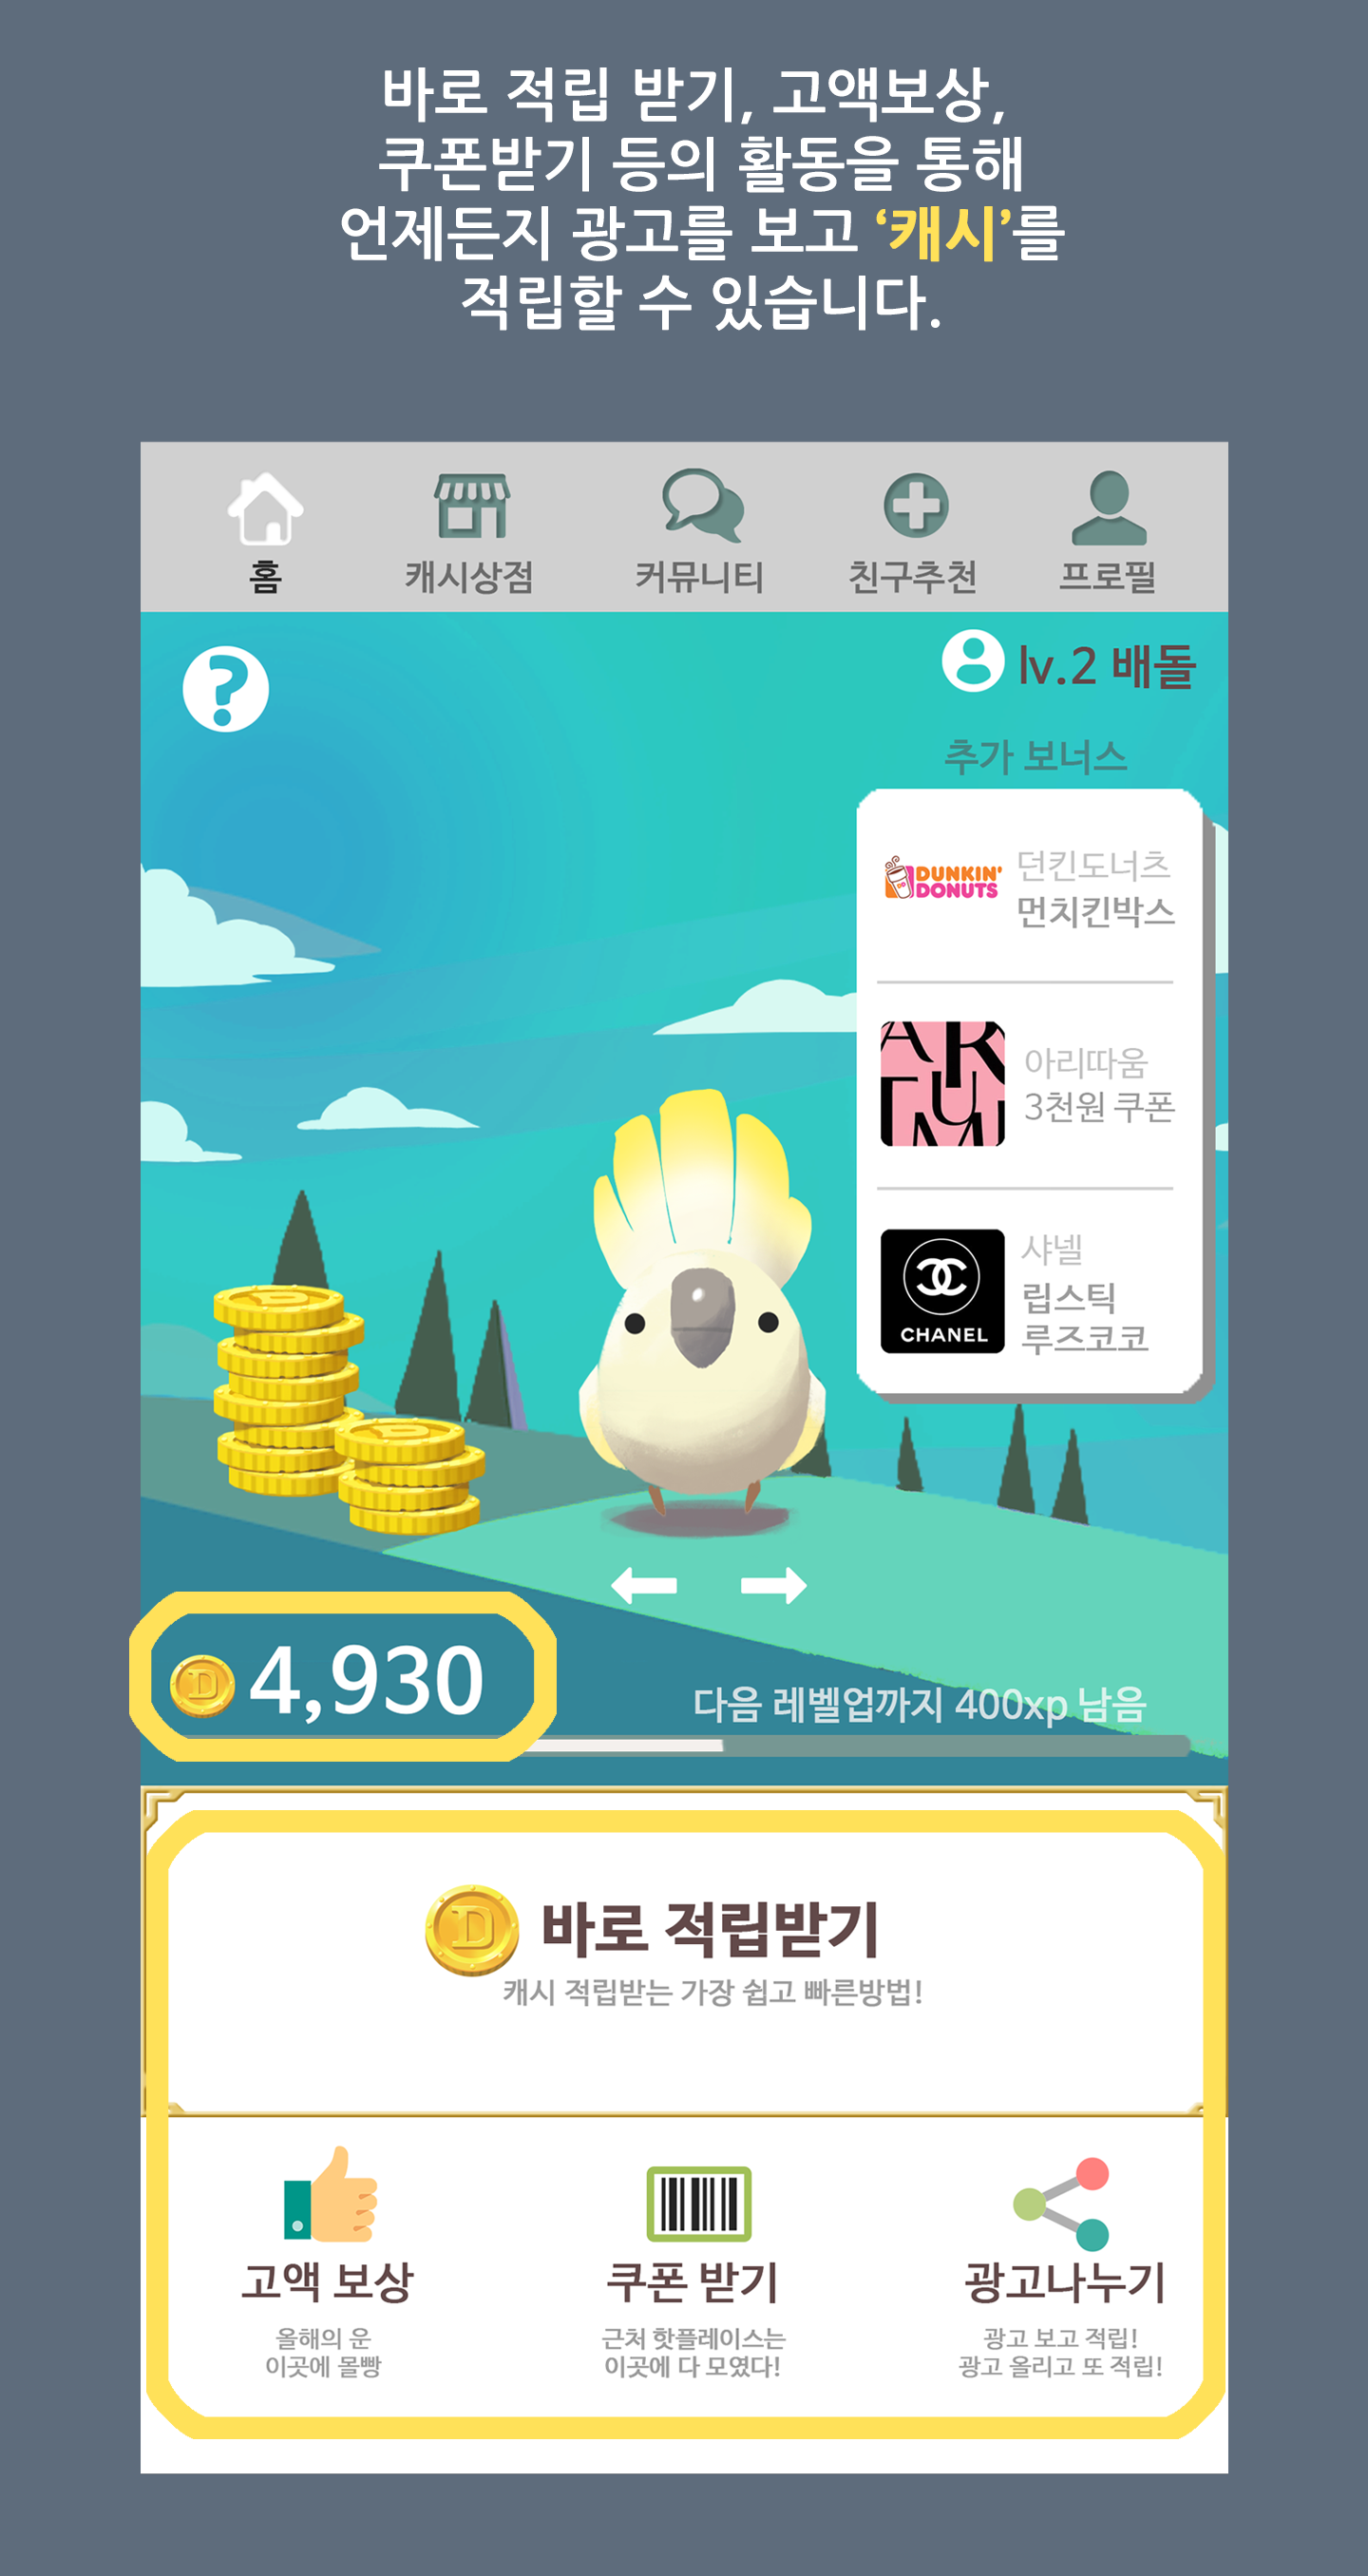 바로 적립 받기, 고액보상,
쿠폰받기 등의 활동을 통해
언제든지 광고를 보고 ‘캐시’를
적립할 수 있습니다.
홈
캐시상점
커뮤니티
친구추천
프로필
?
lv.2 배돌
추가 보너스
DUNKIN'
DONUTS
던킨도너츠
먼치킨박스
아리따움
3천원 쿠폰
CHANEL
샤넬
립스틱
루즈코코
D
4,930
다음 레벨업까지 400xp 남음
D
바로 적립받기
캐시 적립받는 가장 쉽고 빠른방법!
고액 보상
올해의 운
이곳에 몰빵
쿠폰 받기
근처 핫플레이스는
이곳에 다 모였다!
광고나누기
광고 보고 적립!
광고 올리고 또 적립!